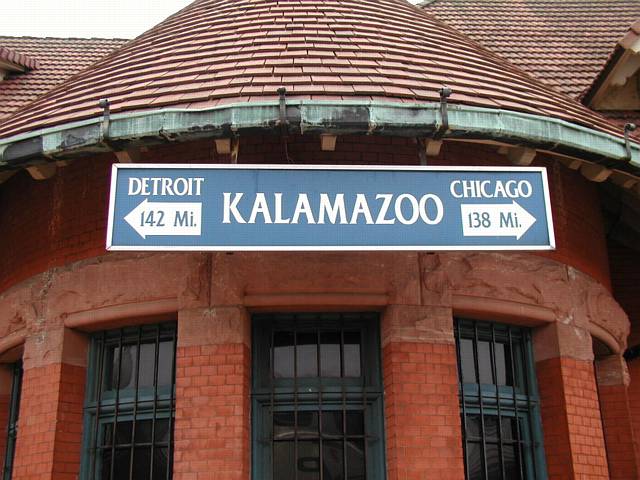 DETROIT
142 Mi.
KALAMAZOO
CHICAGO
138 Mi.